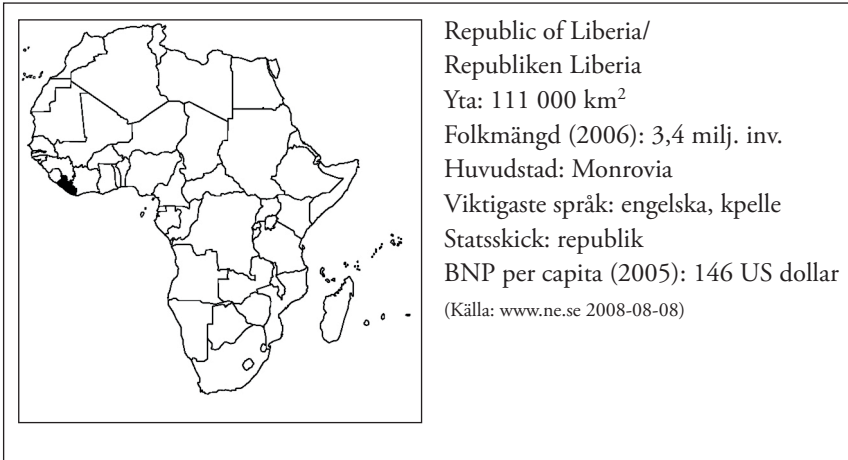 Republic of Liberia/
Republiken Liberia
Yta: 111 000 km²
Folkmängd (2006): 3,4 milj. inv.
Huvudstad: Monrovia
Viktigaste språk: engelska, kpelle
Statsskick: republik
BNP per capita (2005): 146 US dollar
(Källa: www.ne.se 2008-08-08)